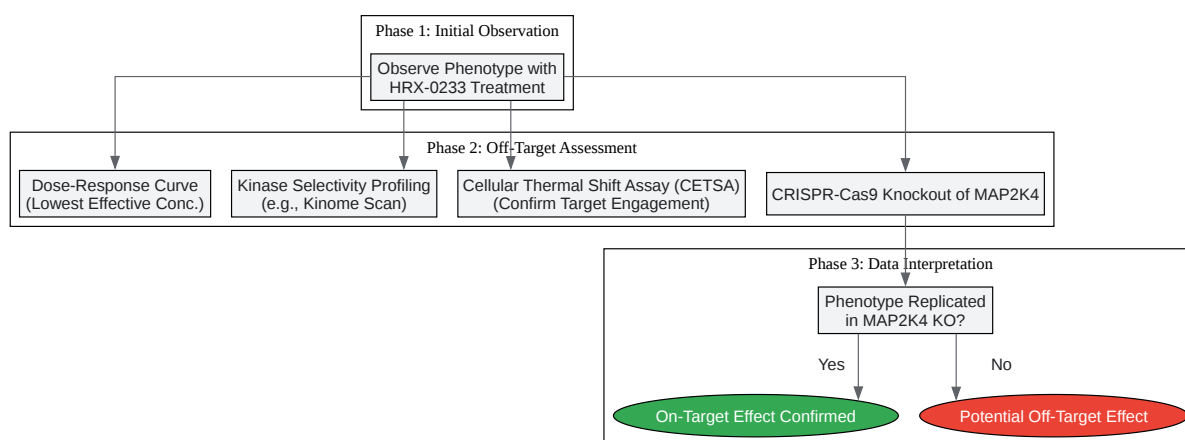 Phase 1: Initial Observation
Observe Phenotype with
HRX-0233 Treatment
Phase 2: Off-Target Assessment
Dose-Response Curve
(Lowest Effective Conc.)
Kinase Selectivity Profiling
(e.g., Kinome Scan)
Cellular Thermal Shift Assay (CETSA)
(Confirm Target Engagement)
CRISPR-Cas9 Knockout of MAP2K4
Phase 3: Data Interpretation
Phenotype Replicated
in MAP2K4 KO?
Yes
No
On-Target Effect Confirmed
Potential Off-Target Effect